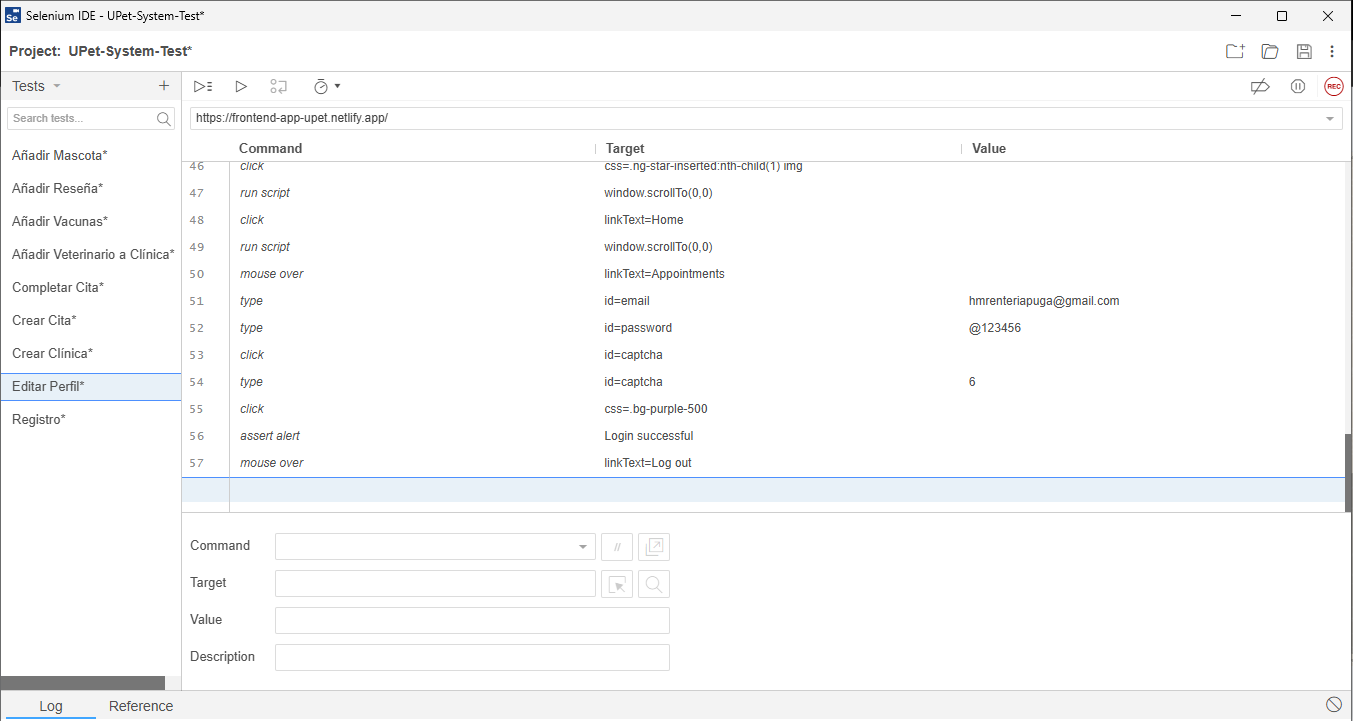 Selenium IDE - UPet-System-Test*
Project: UPet-System-Test*
Tests
REC
Search tests...
https://frontend-app-upet.netlify.app/
Añadir Mascota*
Añadir Reseña*
Añadir Vacunas*
Añadir Veterinario a Clínica*
Completar Cita*
Crear Cita*
Crear Clínica*
Editar Perfil*
Registro*
Command Target Value
46 click css=.ng-star-inserted:nth-child(1) img
47 run script window.scrollTo(0,0)
48 click linkText=Home
49 run script window.scrollTo(0,0)
50 mouse over linkText=Appointments
51 type id=email hmrenteriapuga@gmail.com
52 type id=password @123456
53 click id=captcha
54 type id=captcha 6
55 click css=.bg-purple-500
56 assert alert Login successful
57 mouse over linkText=Log out
Command //
Target
Value
Description
Log Reference